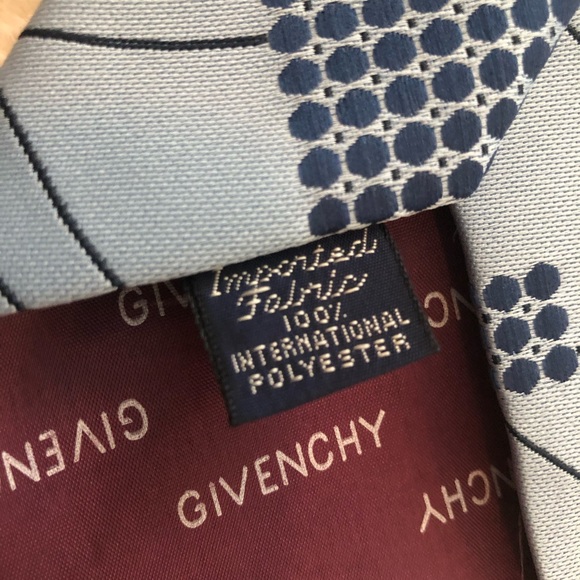 Imported
Fabric
100%
INTERNATIONAL
POLYESTER
GIVENCHY
GIVENCHY